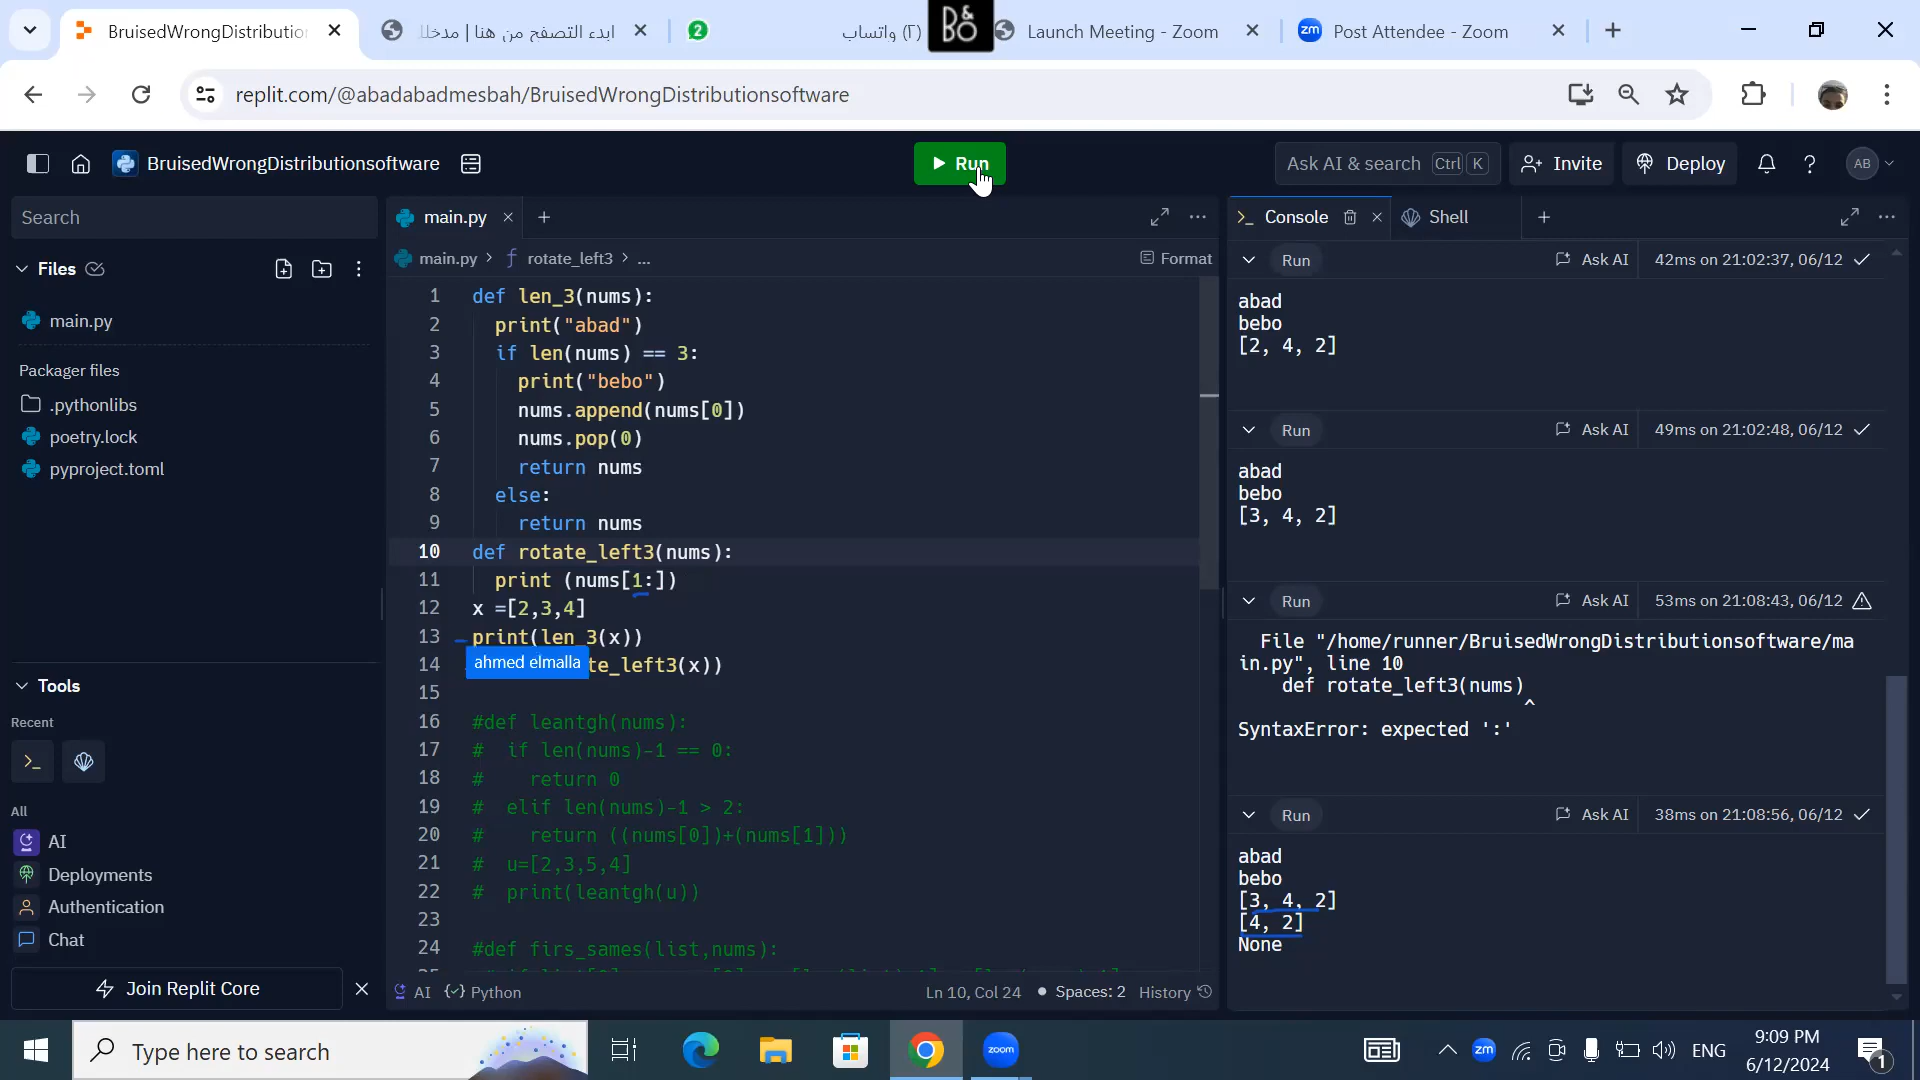 BruisedWrongDistributio
ابدء التصفح من هنا | مدخلك
2
(٢) واتساب
B&O
Launch Meeting - Zoom
zm Post Attendee - Zoom
replit.com/@abadabadmesbah/BruisedWrongDistributionsoftware
BruisedWrongDistributionsoftware
Run
Ask AI & search Ctrl K
Invite
Deploy
AB
Search
main.py
Console
Shell
Files
main.py > rotate_left3 > ...
Format
main.py
Packager files
.pythonlibs
poetry.lock
pyproject.toml
Tools
Recent
All
AI
Deployments
Authentication
Chat
Join Replit Core
1 def len_3(nums):
2 print("abad")
3 if len(nums) == 3:
4 print("bebo")
5 nums.append(nums[0])
6 nums.pop(0)
7 return nums
8 else:
9 return nums
10 def rotate_left3(nums):
11 print (nums[1:])
12 x =[2,3,4]
13 print(len_3(x))
14 ahmed elmalla te_left3(x))
15
16 #def leantgh(nums):
17 # if len(nums)-1 == 0:
18 # return 0
19 # elif len(nums)-1 > 2:
20 # return ((nums[0])+(nums[1]))
21 # u=[2,3,5,4]
22 # print(leantgh(u))
23
24 #def firs_sames(list,nums):
AI Python
Ln 10, Col 24 Spaces: 2 History
Run Ask AI 42ms on 21:02:37, 06/12
abad
bebo
[2, 4, 2]
Run Ask AI 49ms on 21:02:48, 06/12
abad
bebo
[3, 4, 2]
Run Ask AI 53ms on 21:08:43, 06/12
File "/home/runner/BruisedWrongDistributionsoftware/ma
in.py", line 10
def rotate_left3(nums)
^
SyntaxError: expected ':'
Run Ask AI 38ms on 21:08:56, 06/12
abad
bebo
[3, 4, 2]
[4, 2]
None
Type here to search
zoom
zm
ENG
9:09 PM
6/12/2024
1